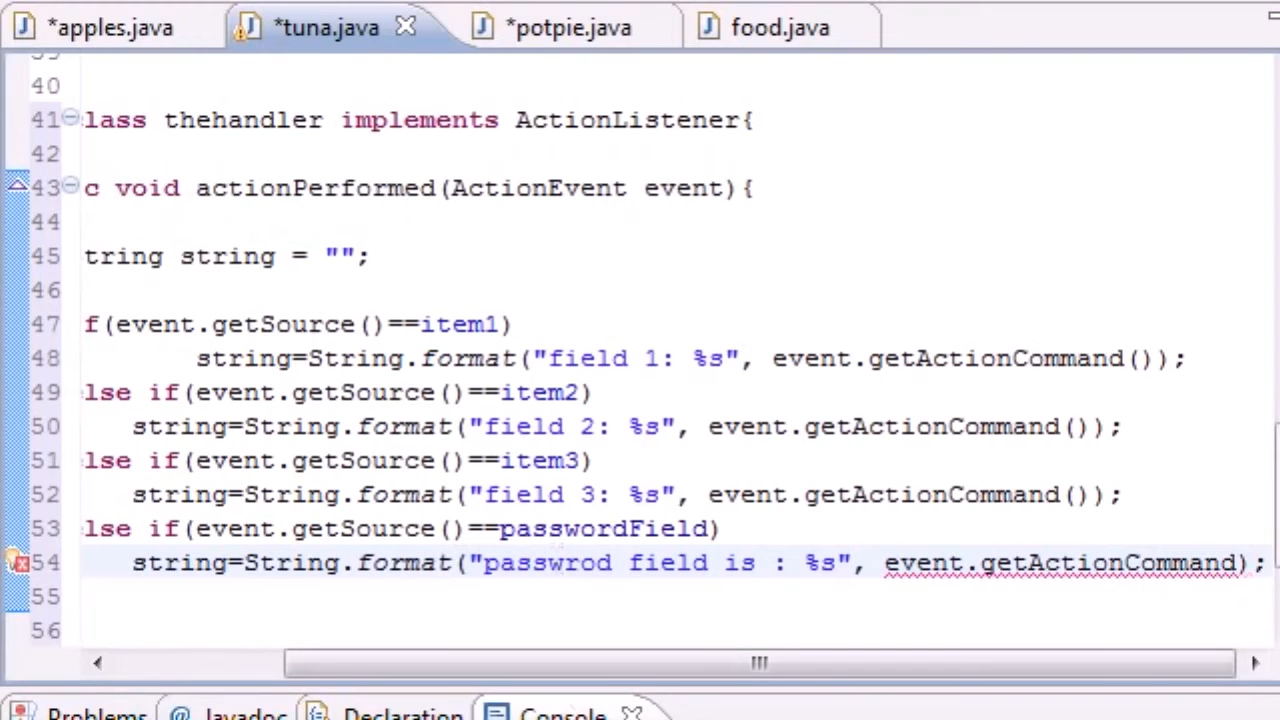 *apples.java *tuna.java *potpie.java food.java
40
41 lass thehandler implements ActionListener{
42
43 c void actionPerformed(ActionEvent event){
44
45 tring string = "";
46
47 f(event.getSource()==item1)
48 string=String.format("field 1: %s", event.getActionCommand());
49 lse if(event.getSource()==item2)
50 string=String.format("field 2: %s", event.getActionCommand());
51 lse if(event.getSource()==item3)
52 string=String.format("field 3: %s", event.getActionCommand());
53 lse if(event.getSource()==passwordField)
54 string=String.format("passwrod field is : %s", event.getActionCommand);
55
56
Problems @ Javadoc Declaration Console